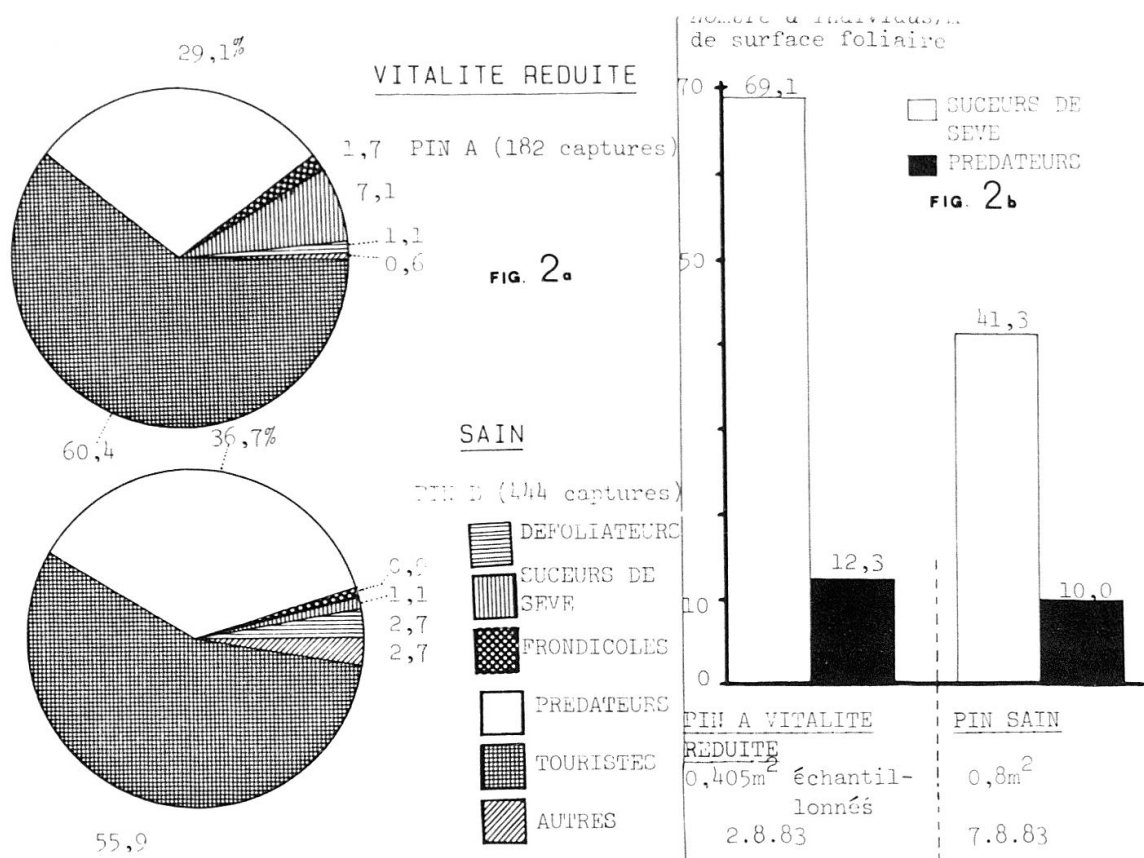 29,1%
VITALITE REDUITE
1,7 PIN A (182 captures)
7,1
1,1
0,6
FIG. 2a
60,4
36,7%
SAIN
PIN B (444 captures)
0,9
1,1
2,7
2,7
DEFOLIATEURS
SUCEURS DE
SEVE
FRONDICOLES
PREDATEURS
TOURISTES
AUTRES
55,9
de surface foliaire
70
69,1
SUCEURS DE
SEVE
PREDATEURS
FIG. 2b
50
41,3
12,3
10,0
10
0
PIN A VITALITE
REDUITE
0,405m² échantil-
lonnés
2.8.83
PIN SAIN
0,8m²
7.8.83